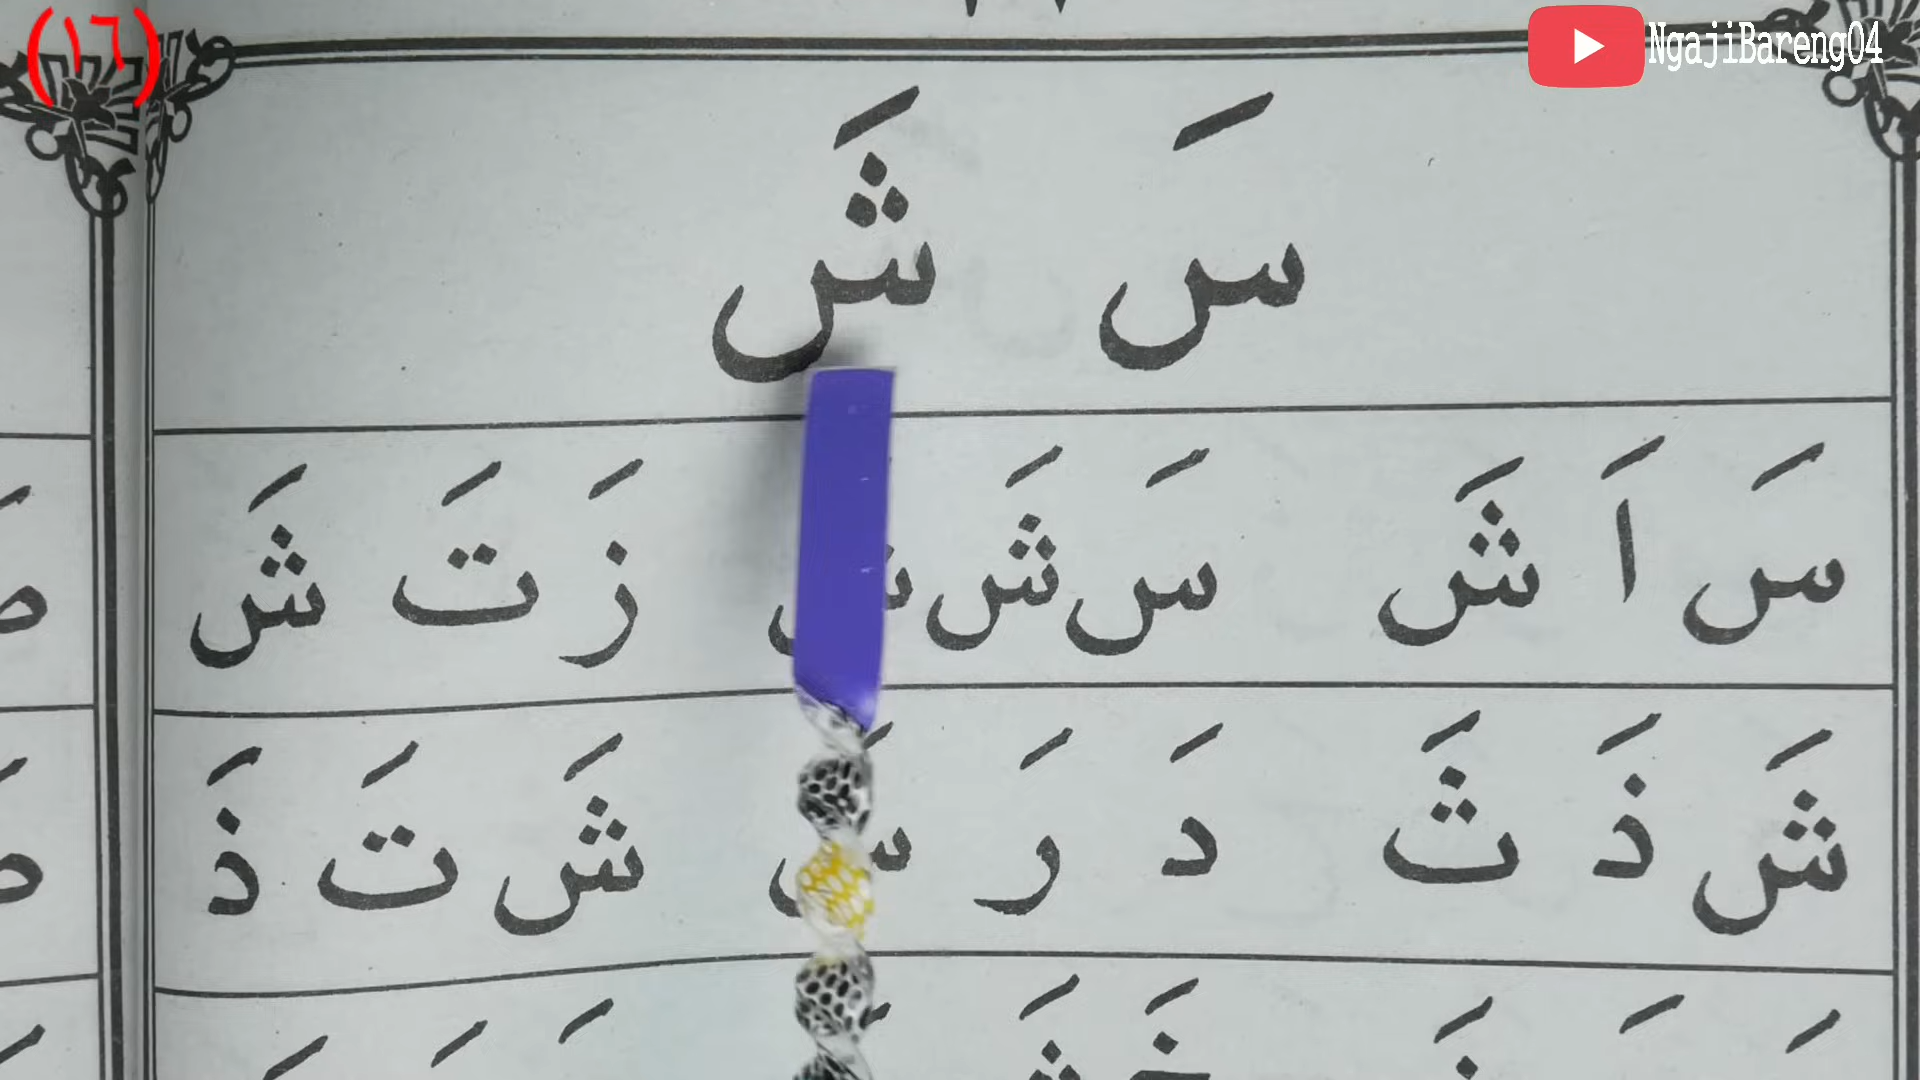 (١٦)
NgajiBareng04
سَ شَ
سَ اَ شَ سَ شَ زَ تَ شَ
شَ ذَ ثَ دَ رَ سَ شَ تَ ذَ